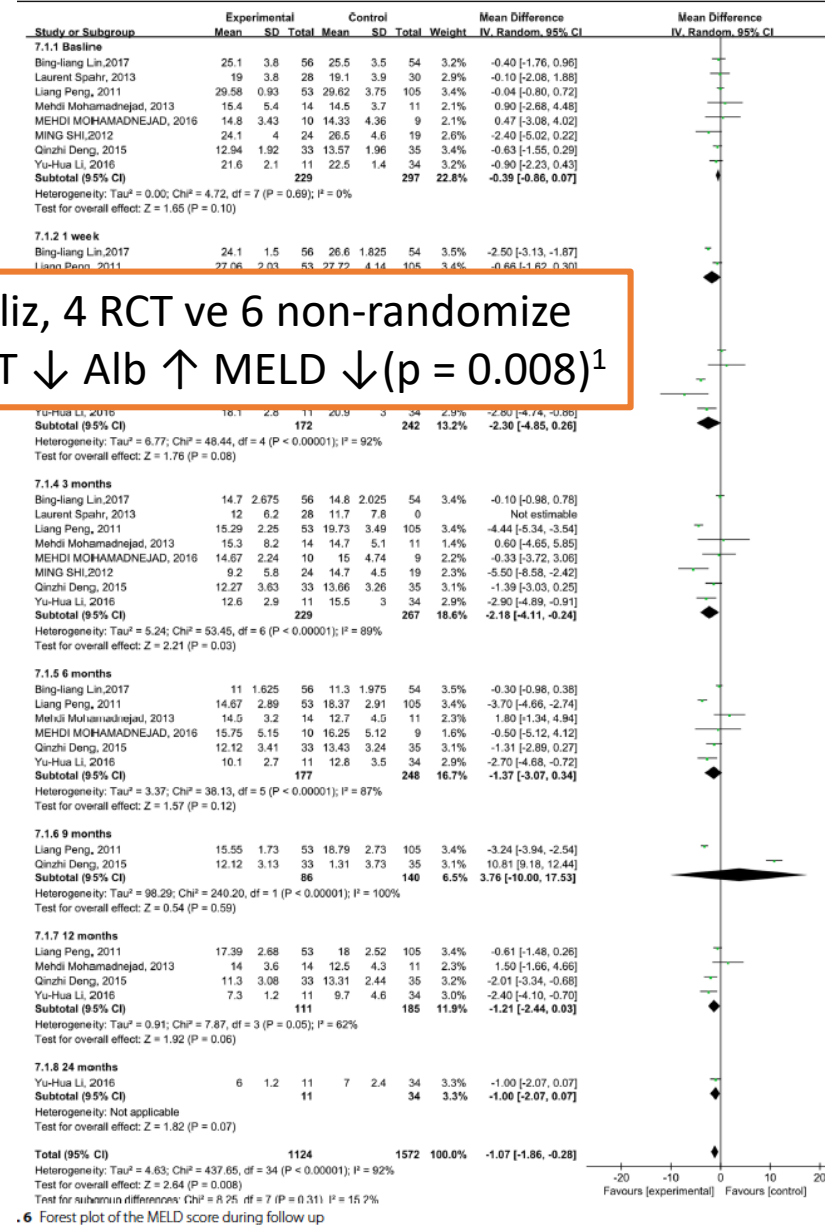 Experimental Control Mean Difference Mean Difference
Study or Subgroup Mean SD Total Mean SD Total Weight IV, Random, 95% CI IV, Random, 95% CI
7.1.1 Basline
Bing-liang Lin,2017 25.1 3.8 56 25.5 3.5 54 3.2% -0.40 [-1.76, 0.96]
Laurent Spahr, 2013 19 3.8 28 19.1 3.9 30 2.8% -0.10 [-2.08, 1.88]
Liang Peng, 2011 29.58 0.93 53 29.62 3.75 105 3.4% -0.04 [-0.80, 0.72]
Mehdi Mohamadnejad, 2013 15.4 5.4 14 14.5 3.7 11 2.1% 0.90 [-2.68, 4.48]
MEHDI MOHAMADNEJAD, 2016 14.8 3.43 10 14.33 4.36 9 2.1% 0.47 [-3.08, 4.02]
MING SHI,2012 24.1 4 24 26.5 4.6 19 2.5% -2.40 [-5.02, 0.22]
Qinzhi Deng, 2015 12.94 1.92 33 13.57 1.96 35 3.4% -0.63 [-1.55, 0.29]
Yu-Hua Li, 2016 21.6 2.1 11 22.5 1.4 34 3.2% -0.90 [-2.23, 0.43]
Subtotal (95% CI) 229 297 22.8% -0.39 [-0.86, 0.07]
Heterogeneity: Tau² = 0.00; Chi² = 4.72, df = 7 (P = 0.69); I² = 0%
Test for overall effect: Z = 1.65 (P = 0.10)
7.1.2 1 week
Bing-liang Lin,2017 24.1 1.5 56 26.6 1.825 54 3.5% -2.50 [-3.13, -1.87]
Liang Peng, 2011 27.06 2.03 53 27.72 4.14 105 3.4% -0.66 [-1.62, 0.30]
liz, 4 RCT ve 6 non-randomize
T ↓ Alb ↑ MELD ↓(p = 0.008)¹
Yu-Hua Li, 2016 18.1 2.8 11 20.9 3 34 2.9% -2.80 [-4.74, -0.86]
Subtotal (95% CI) 172 242 13.2% -2.30 [-4.85, 0.26]
Heterogeneity: Tau² = 6.77; Chi² = 48.44, df = 4 (P < 0.00001); I² = 92%
Test for overall effect: Z = 1.76 (P = 0.08)
7.1.4 3 months
Bing-liang Lin,2017 14.7 2.675 56 14.8 2.025 54 3.4% -0.10 [-0.98, 0.78]
Laurent Spahr, 2013 12 6.2 28 11.7 7.8 0 Not estimable
Liang Peng, 2011 15.29 2.25 53 19.73 3.49 105 3.4% -4.44 [-5.34, -3.54]
Mehdi Mohamadnejad, 2013 15.3 8.2 14 14.7 5.1 11 1.4% 0.60 [-4.65, 5.85]
MEHDI MOHAMADNEJAD, 2016 14.67 2.24 10 15 4.74 9 2.2% -0.33 [-3.72, 3.06]
MING SHI,2012 9.2 5.8 24 14.7 4.5 19 2.3% -5.50 [-8.58, -2.42]
Qinzhi Deng, 2015 12.27 3.63 33 13.66 3.26 35 3.1% -1.39 [-3.03, 0.25]
Yu-Hua Li, 2016 12.6 2.9 11 15.5 3 34 2.9% -2.90 [-4.89, -0.91]
Subtotal (95% CI) 229 267 18.6% -2.18 [-4.11, -0.24]
Heterogeneity: Tau² = 5.24; Chi² = 53.45, df = 6 (P < 0.00001); I² = 89%
Test for overall effect: Z = 2.21 (P = 0.03)
7.1.5 6 months
Bing-liang Lin,2017 11 1.625 56 11.3 1.975 54 3.5% -0.30 [-0.98, 0.38]
Liang Peng, 2011 14.67 2.89 53 18.37 2.91 105 3.4% -3.70 [-4.66, -2.74]
Mehdi Mohamadnejad, 2013 14.5 3.2 14 12.7 4.5 11 2.3% 1.80 [-1.34, 4.94]
MEHDI MOHAMADNEJAD, 2016 15.75 5.15 10 16.25 5.12 9 1.6% -0.50 [-5.12, 4.12]
Qinzhi Deng, 2015 12.12 3.41 33 13.43 3.24 35 3.1% -1.31 [-2.89, 0.27]
Yu-Hua Li, 2016 10.1 2.7 11 12.8 3.5 34 2.9% -2.70 [-4.68, -0.72]
Subtotal (95% CI) 177 248 16.7% -1.37 [-3.07, 0.34]
Heterogeneity: Tau² = 3.37; Chi² = 38.13, df = 5 (P < 0.00001); I² = 87%
Test for overall effect: Z = 1.57 (P = 0.12)
7.1.6 9 months
Liang Peng, 2011 15.55 1.73 53 18.79 2.73 105 3.4% -3.24 [-3.94, -2.54]
Qinzhi Deng, 2015 12.12 3.13 33 1.31 3.73 35 3.1% 10.81 [9.18, 12.44]
Subtotal (95% CI) 86 140 6.5% 3.76 [-10.00, 17.53]
Heterogeneity: Tau² = 98.29; Chi² = 240.20, df = 1 (P < 0.00001); I² = 100%
Test for overall effect: Z = 0.54 (P = 0.59)
7.1.7 12 months
Liang Peng, 2011 17.39 2.68 53 18 2.52 105 3.4% -0.61 [-1.48, 0.26]
Mehdi Mohamadnejad, 2013 14 3.6 14 12.5 4.3 11 2.3% 1.50 [-1.66, 4.66]
Qinzhi Deng, 2015 11.3 3.08 33 13.31 2.44 35 3.2% -2.01 [-3.34, -0.68]
Yu-Hua Li, 2016 7.3 1.2 11 9.7 4.6 34 3.0% -2.40 [-4.10, -0.70]
Subtotal (95% CI) 111 185 11.9% -1.21 [-2.44, 0.03]
Heterogeneity: Tau² = 0.91; Chi² = 7.87, df = 3 (P = 0.05); I² = 62%
Test for overall effect: Z = 1.92 (P = 0.06)
7.1.8 24 months
Yu-Hua Li, 2016 6 1.2 11 7 2.4 34 3.3% -1.00 [-2.07, 0.07]
Subtotal (95% CI) 11 34 3.3% -1.00 [-2.07, 0.07]
Heterogeneity: Not applicable
Test for overall effect: Z = 1.82 (P = 0.07)
Total (95% CI) 1124 1572 100.0% -1.07 [-1.86, -0.28]
Heterogeneity: Tau² = 4.63; Chi² = 437.65, df = 34 (P < 0.00001); I² = 92%
Test for overall effect: Z = 2.64 (P = 0.008)
Test for subgroup differences: Chi² = 8.25, df = 7 (P = 0.31), I² = 15.2%
-20 -10 0 10 20
Favours [experimental] Favours [control]
. 6 Forest plot of the MELD score during follow up